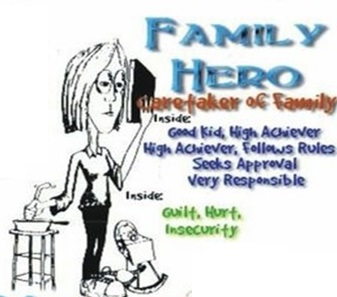 Family
Hero
Caretaker of Family
Inside:
Good Kid, High Achiever
High Achiever, Follows Rules
Seeks Approval
Very Responsible
Inside:
Guilt, Hurt,
Insecurity